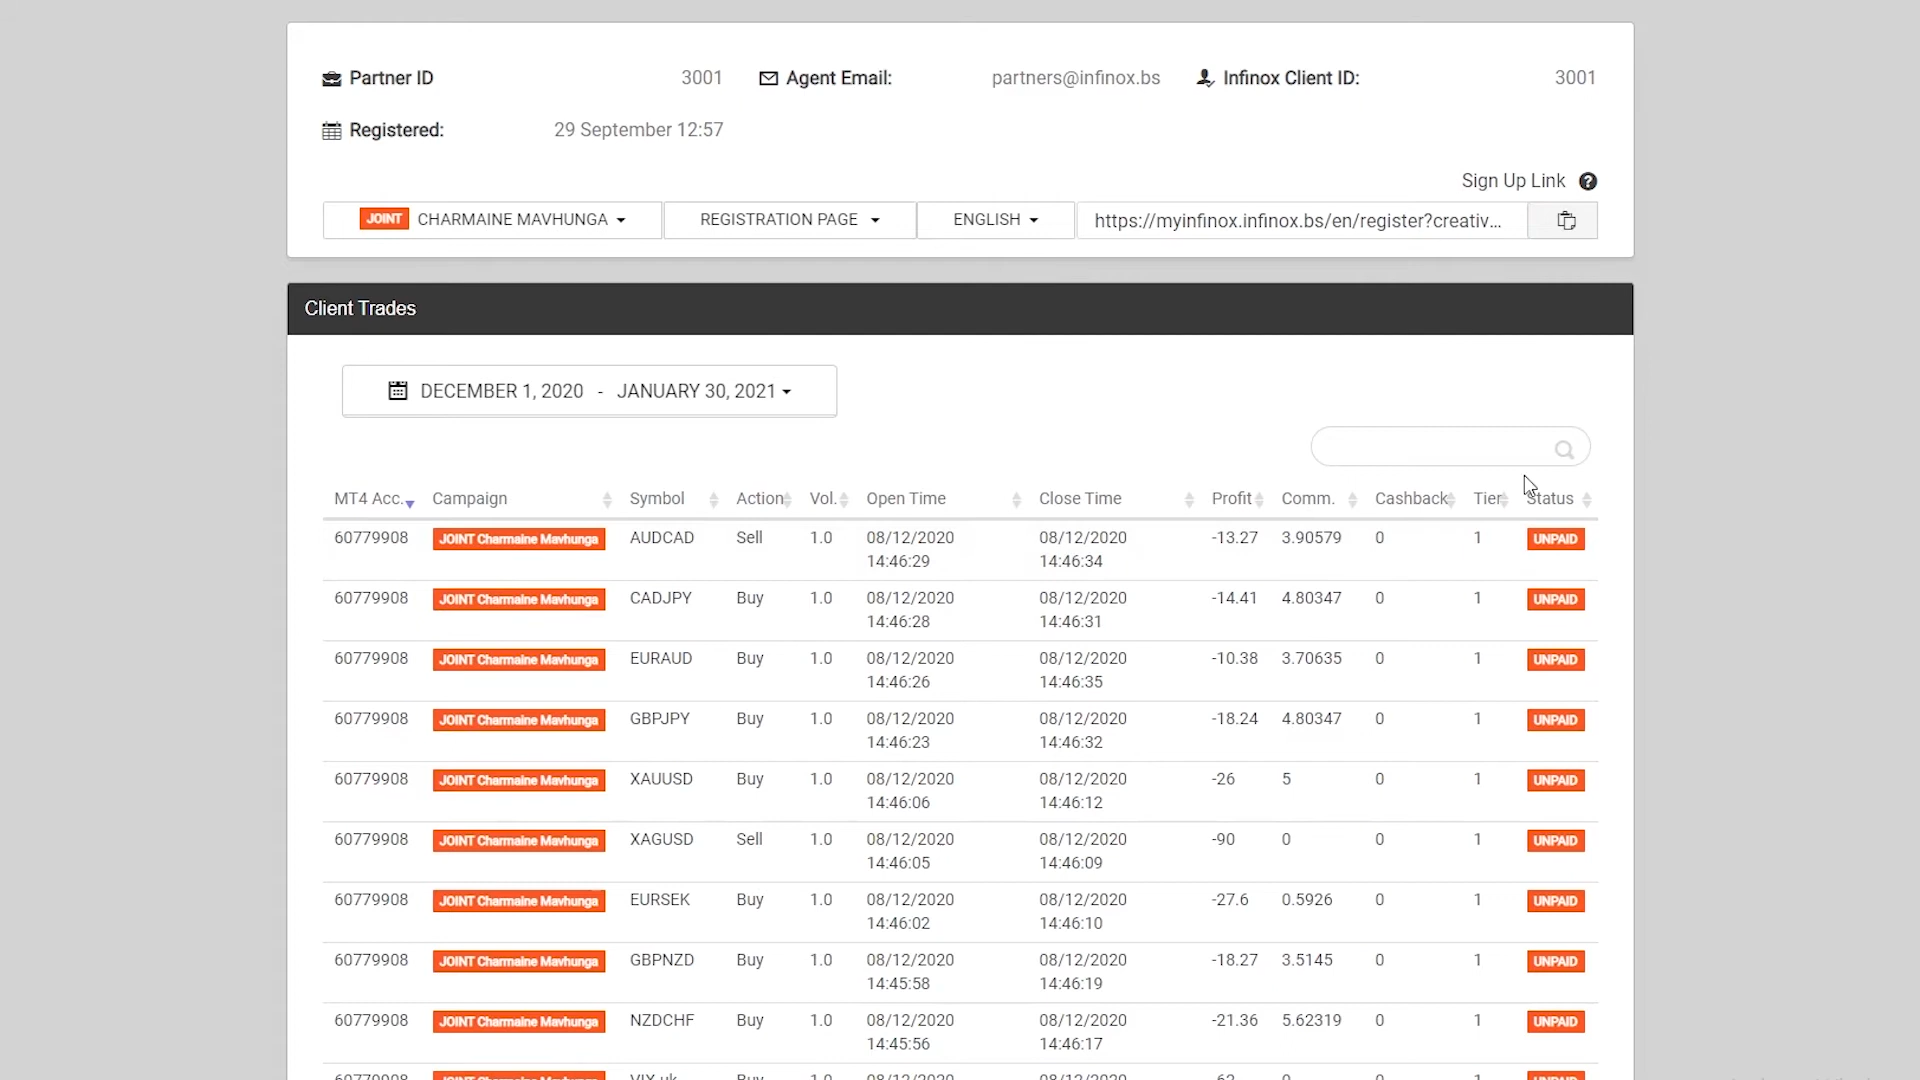 Partner ID 3001 Agent Email: partners@infinox.bs Infinox Client ID: 3001
Registered: 29 September 12:57
Sign Up Link ?
JOINT CHARMAINE MAVHUNGA REGISTRATION PAGE ENGLISH https://myinfinox.infinox.bs/en/register?creativ...
Client Trades
DECEMBER 1, 2020 - JANUARY 30, 2021
MT4 Acc. Campaign Symbol Action Vol. Open Time Close Time Profit Comm. Cashback Tier Status
60779908 JOINT Charmaine Mavhunga AUDCAD Sell 1.0 08/12/2020 08/12/2020 -13.27 3.90579 0 1 UNPAID
14:46:29 14:46:34
60779908 JOINT Charmaine Mavhunga CADJPY Buy 1.0 08/12/2020 08/12/2020 -14.41 4.80347 0 1 UNPAID
14:46:28 14:46:31
60779908 JOINT Charmaine Mavhunga EURAUD Buy 1.0 08/12/2020 08/12/2020 -10.38 3.70635 0 1 UNPAID
14:46:26 14:46:35
60779908 JOINT Charmaine Mavhunga GBPJPY Buy 1.0 08/12/2020 08/12/2020 -18.24 4.80347 0 1 UNPAID
14:46:23 14:46:32
60779908 JOINT Charmaine Mavhunga XAUUSD Buy 1.0 08/12/2020 08/12/2020 -26 5 0 1 UNPAID
14:46:06 14:46:12
60779908 JOINT Charmaine Mavhunga XAGUSD Sell 1.0 08/12/2020 08/12/2020 -90 0 0 1 UNPAID
14:46:05 14:46:09
60779908 JOINT Charmaine Mavhunga EURSEK Buy 1.0 08/12/2020 08/12/2020 -27.6 0.5926 0 1 UNPAID
14:46:02 14:46:10
60779908 JOINT Charmaine Mavhunga GBPNZD Buy 1.0 08/12/2020 08/12/2020 -18.27 3.5145 0 1 UNPAID
14:45:58 14:46:19
60779908 JOINT Charmaine Mavhunga NZDCHF Buy 1.0 08/12/2020 08/12/2020 -21.36 5.62319 0 1 UNPAID
14:45:56 14:46:17